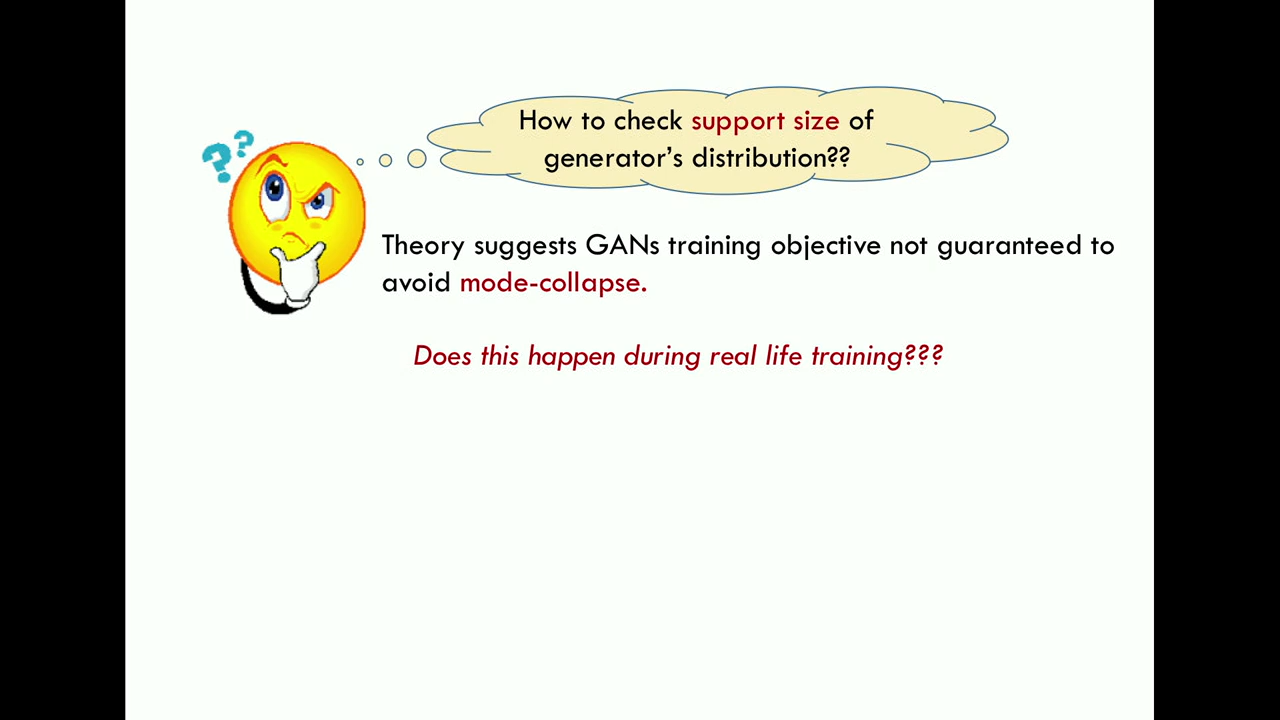 ??
How to check support size of
generator's distribution??
Theory suggests GANs training objective not guaranteed to
avoid mode-collapse.
Does this happen during real life training???